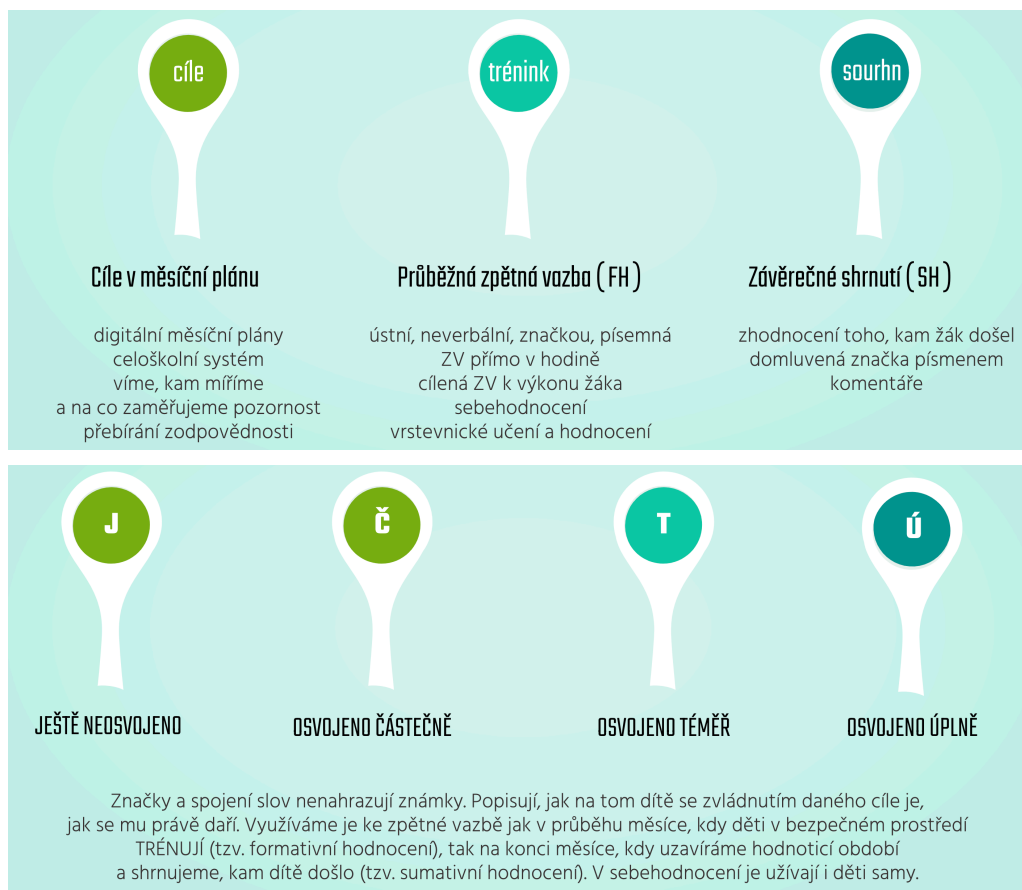 cíle
trénink
sourhn
Cíle v měsíční plánu
Průběžná zpětná vazba ( FH )
Závěrečné shrnutí ( SH )
digitální měsíční plány
celoškolní systém
víme, kam míříme
a na co zaměřujeme pozornost
přebírání zodpovědnosti
ústní, neverbální, značkou, písemná
ZV přímo v hodině
cílená ZV k výkonu žáka
sebehodnocení
vrstevnické učení a hodnocení
zhodnocení toho, kam žák došel
domluvená značka písmenem
komentáře
J
Č
T
Ú
JEŠTĚ NEOSVOJENO
OSVOJENO ČÁSTEČNĚ
OSVOJENO TÉMĚŘ
OSVOJENO ÚPLNĚ
Značky a spojení slov nenahrazují známky. Popisují, jak na tom dítě se zvládnutím daného cíle je,
jak se mu právě daří. Využíváme je ke zpětné vazbě jak v průběhu měsíce, kdy děti v bezpečném prostředí
TRÉNUJÍ (tzv. formativní hodnocení), tak na konci měsíce, kdy uzavíráme hodnoticí období
a shrnujeme, kam dítě došlo (tzv. sumativní hodnocení). V sebehodnocení je užívají i děti samy.